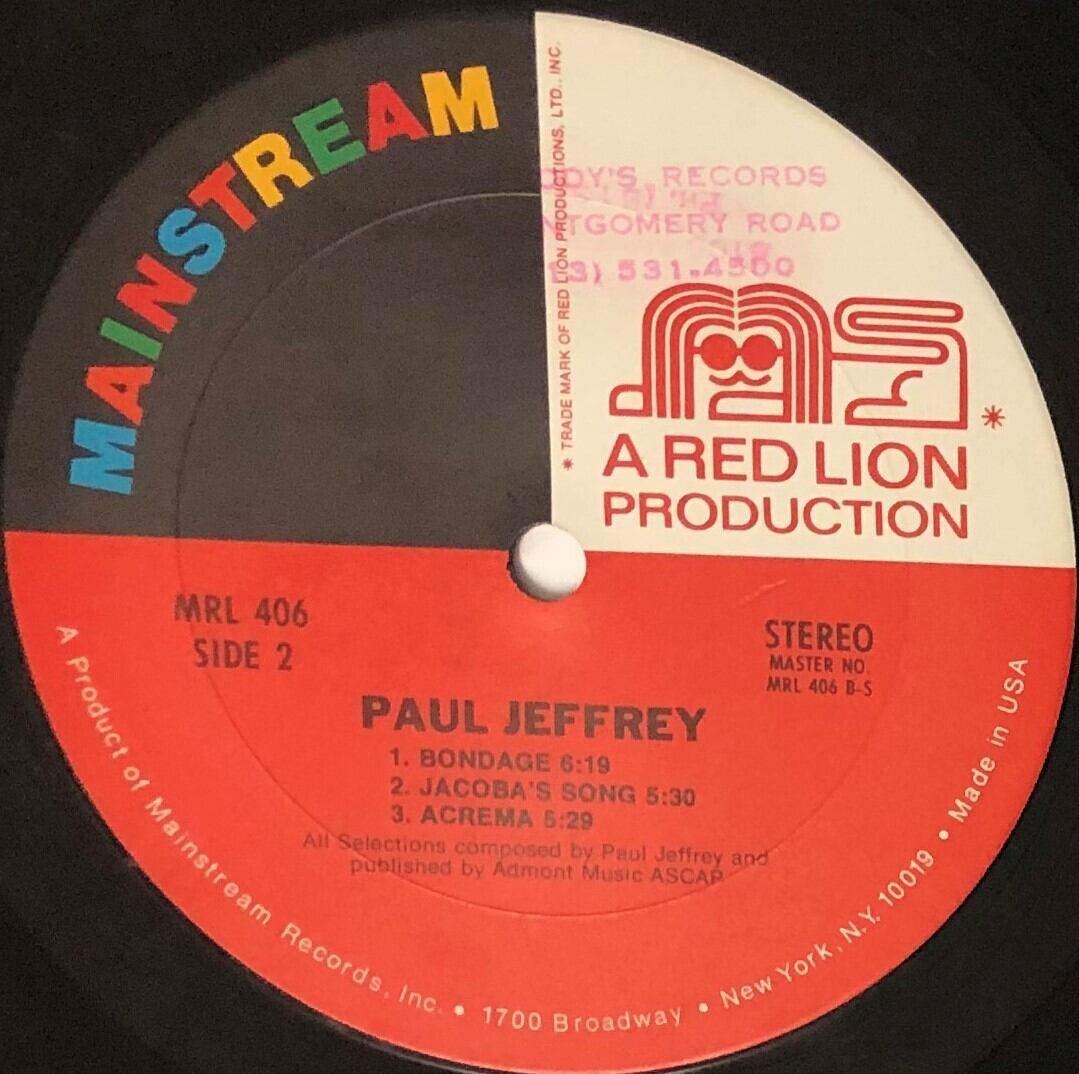 MAINSTREAM
* TRADE MARK OF RED LION PRODUCTIONS, LTD., INC.
RECORDS
ROAD
A RED LION
PRODUCTION
*
MRL 406
SIDE 2
STEREO
MASTER NO.
MRL 406 B-S
PAUL JEFFREY
1. BONDAGE 6:19
2. JACOBA'S SONG 5:30
3. ACREMA 5:29
All Selections composed by Paul Jeffrey and
published by Admont Music ASCAP
A Product of Mainstream Records, Inc. • 1700 Broadway • New York, N.Y. 10019 • Made in USA